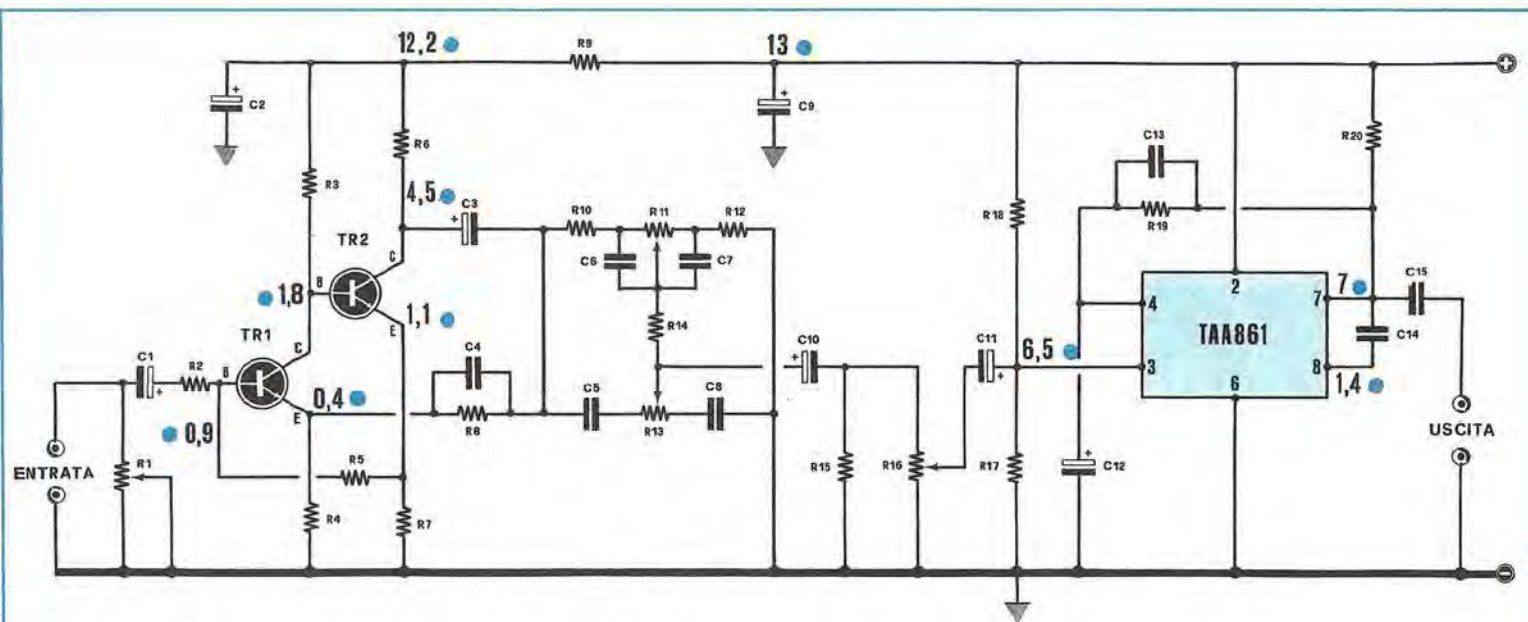 12,2
R9
13
+
C2
+
C9
R6
R3
R20
C13
4,5
C3
+
R10
R11
R12
R18
R19
TR2
C
C6
C7
B
1,8
E
1,1
R14
4
2
7
7
C15
TR1
C
TAA861
C14
C1
R2
B
+
C4
C10
+
C11
+
6,5
3
6
8
1,4
0,4
E
C5
R13
C8
R8
0,9
USCITA
ENTRATA
R1
R5
R15
R16
R17
+
C12
R4
R7
-